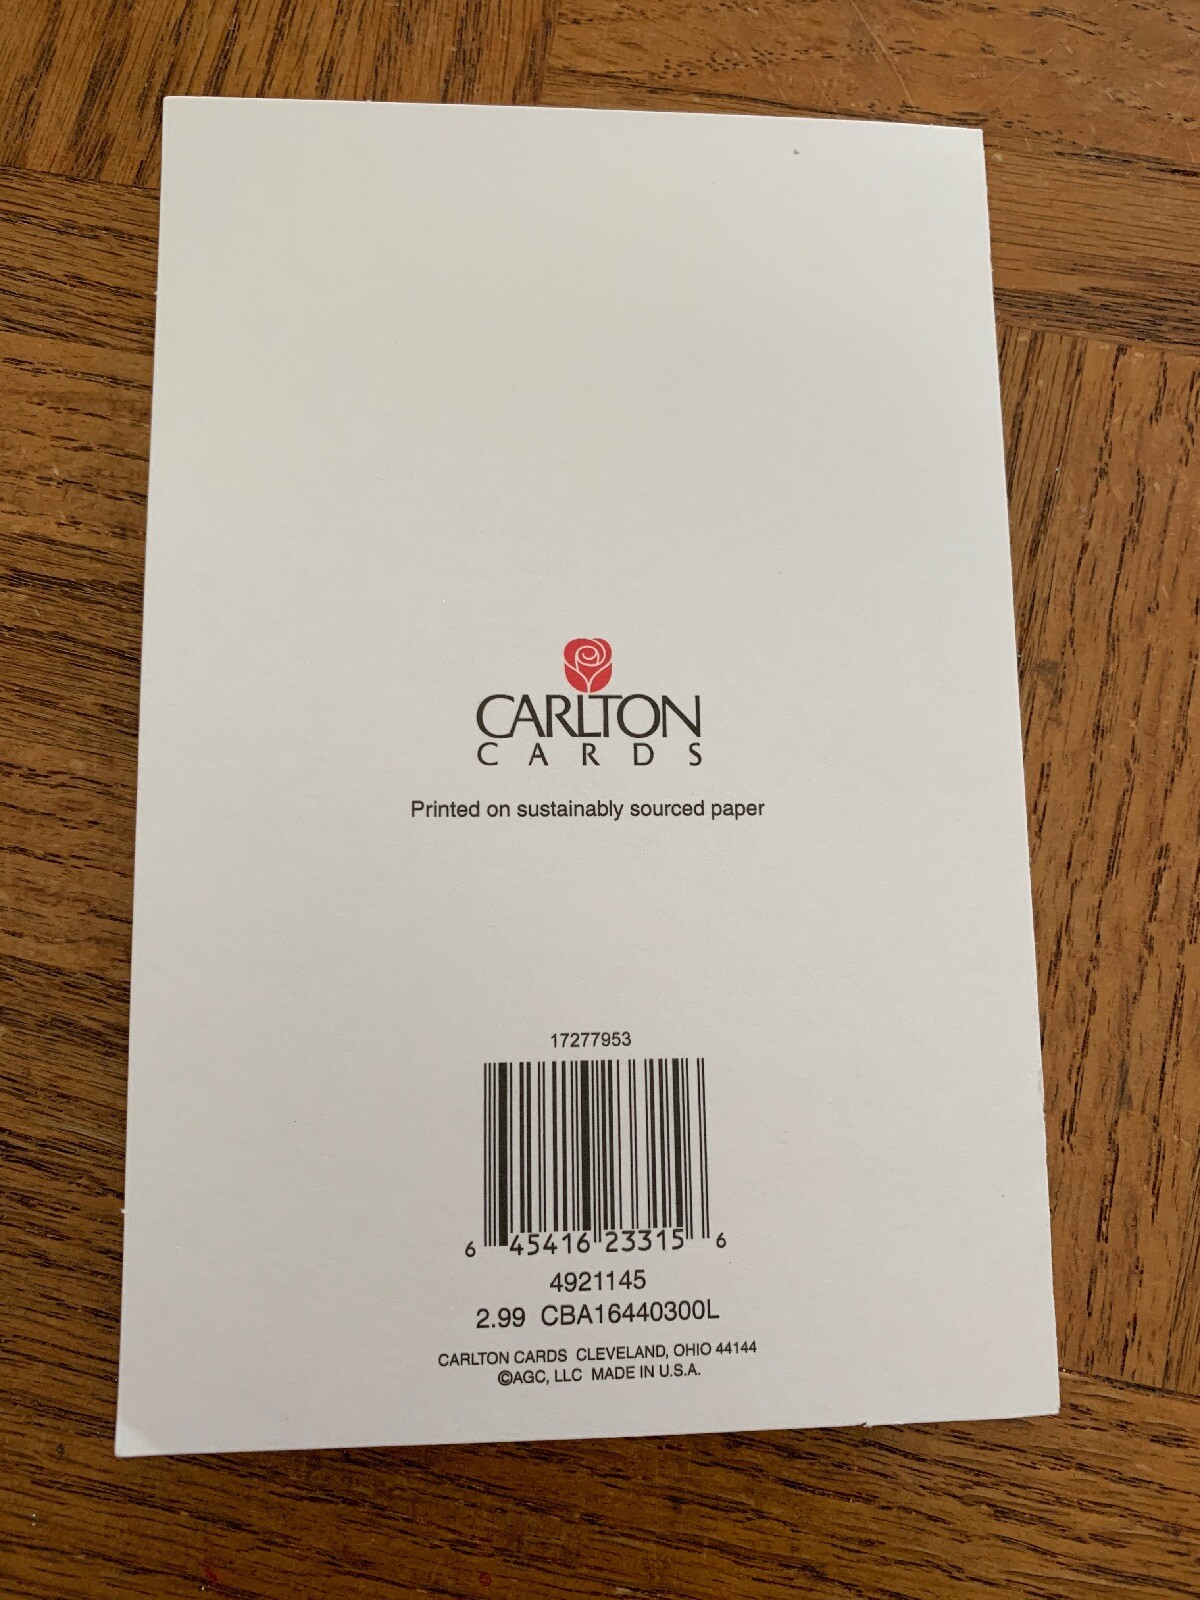 CARLTON
CARDS
Printed on sustainably sourced paper
17277953
6 45416 23315 6
4921145
2.99 CBA16440300L
CARLTON CARDS CLEVELAND, OHIO 44144
©AGC, LLC MADE IN U.S.A.